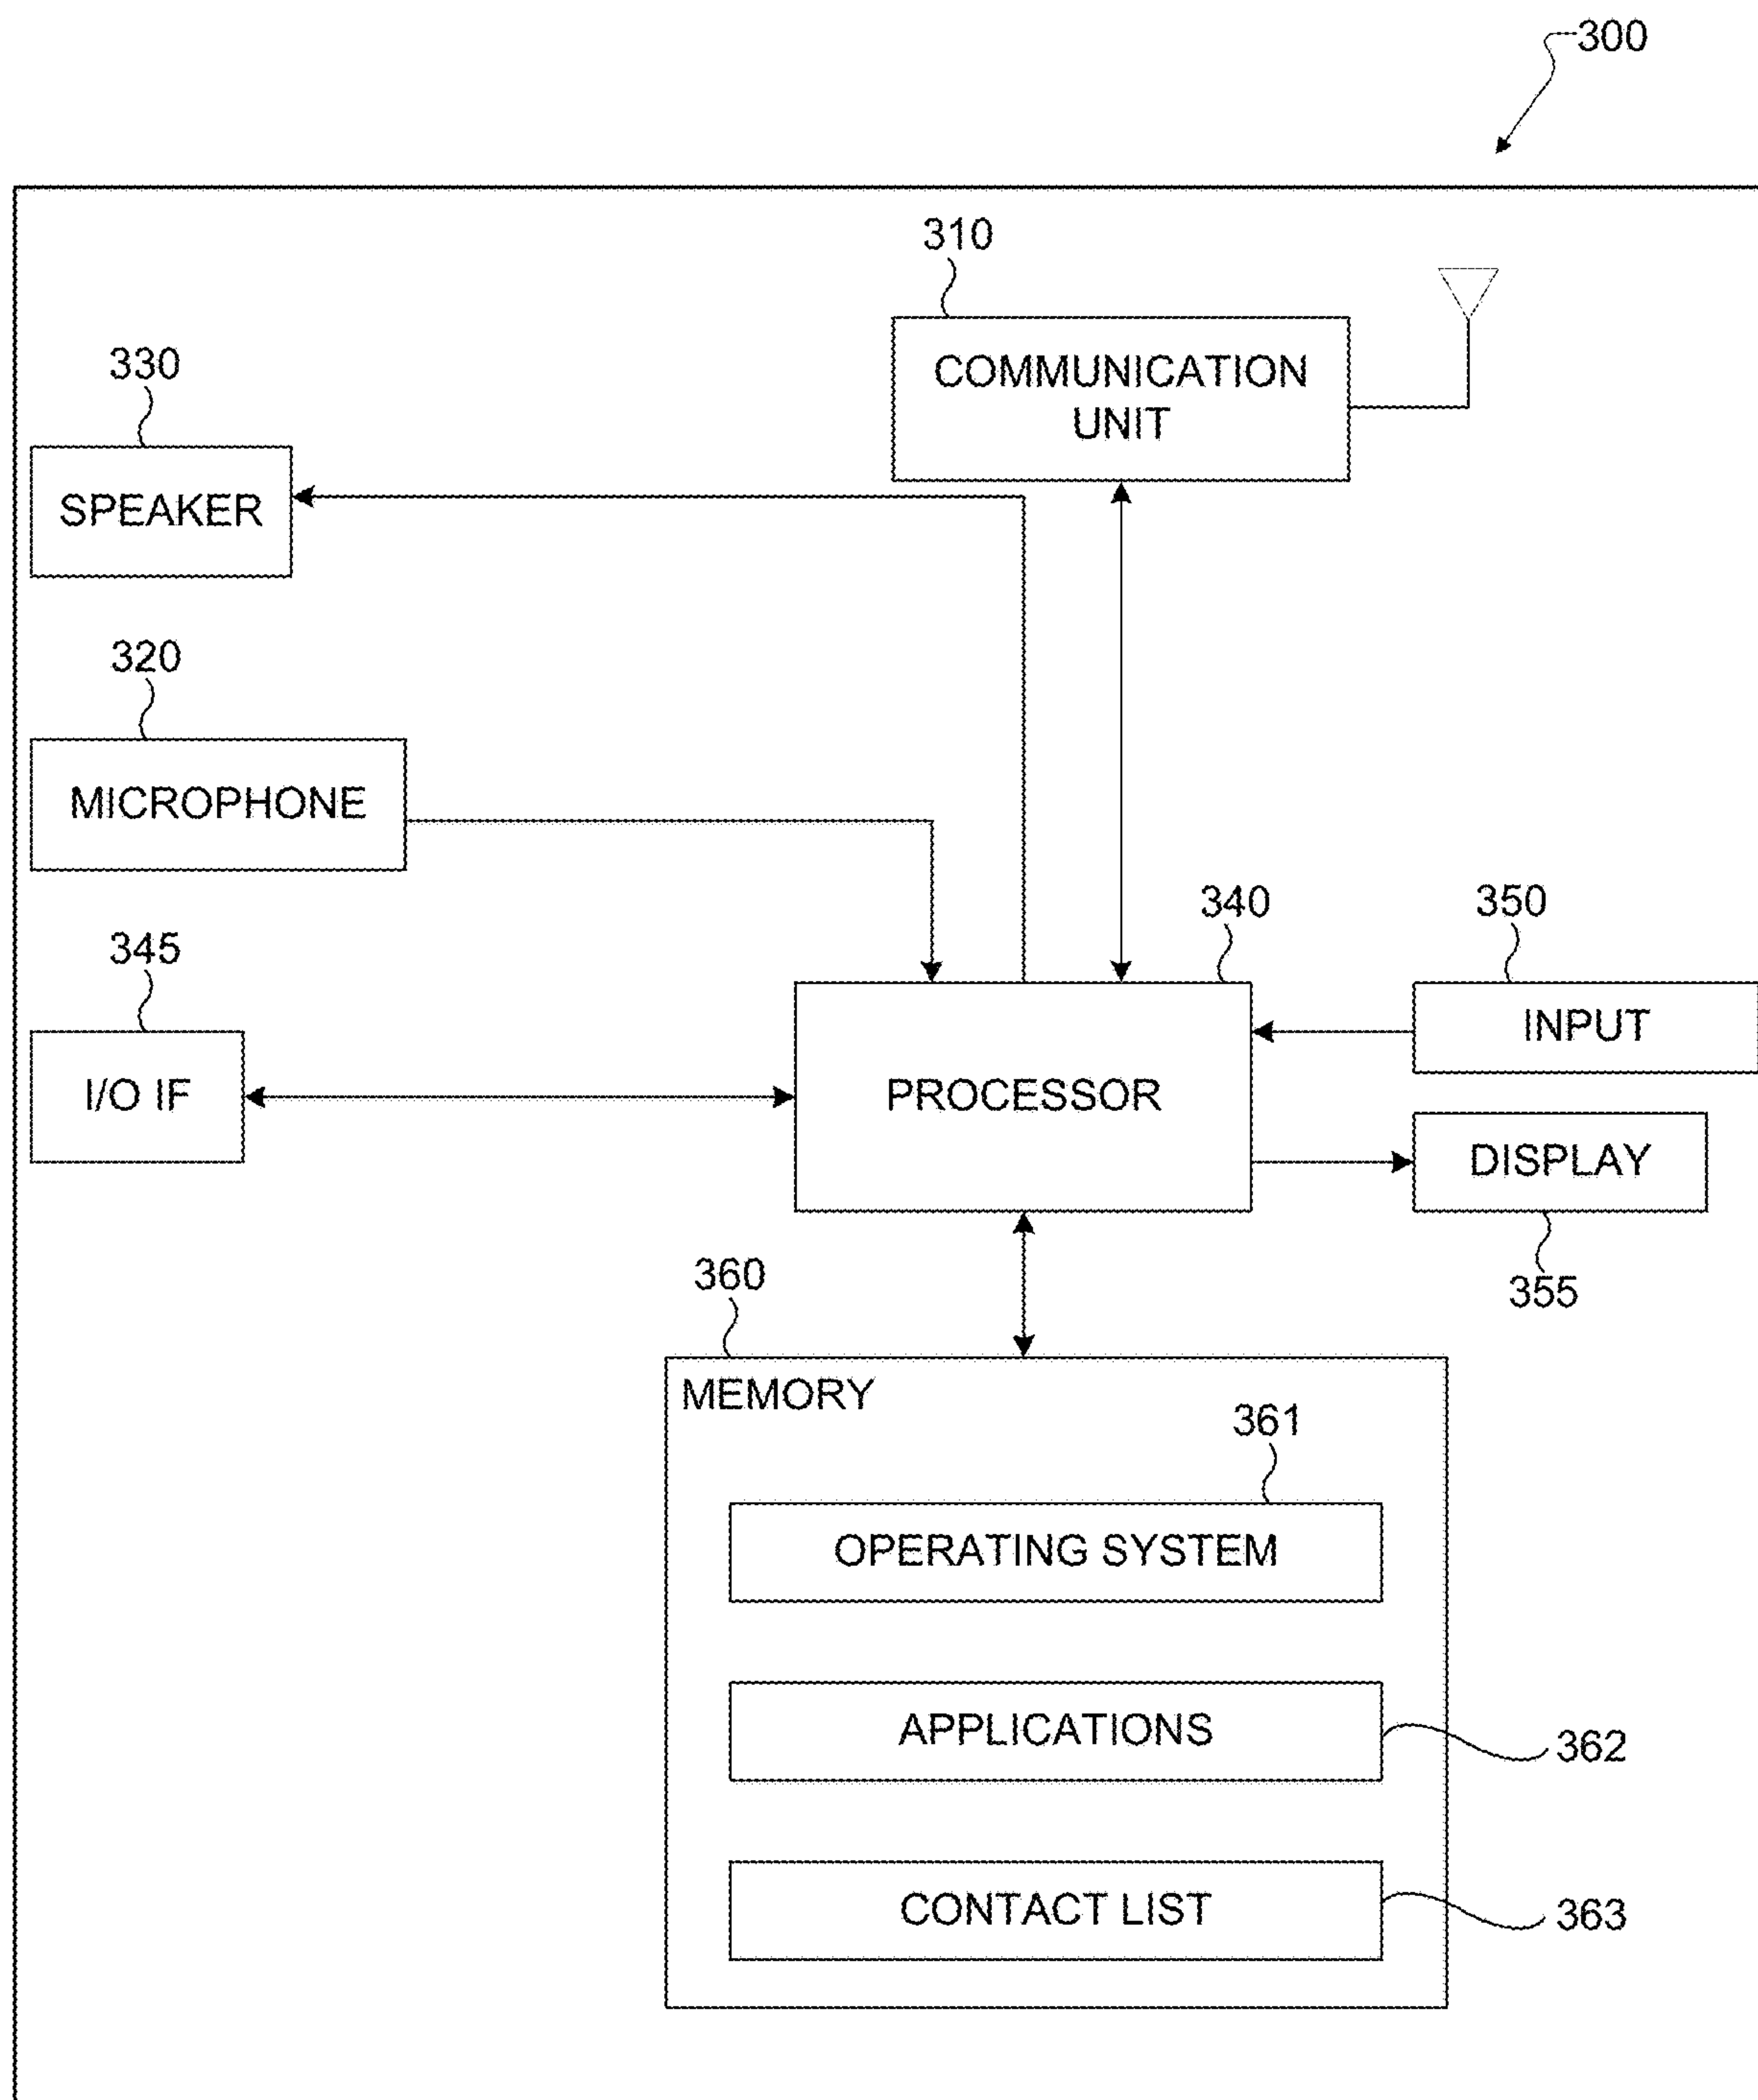 300
310
COMMUNICATION
UNIT
330
SPEAKER
320
MICROPHONE
340
350
345
INPUT
I/O IF
PROCESSOR
DISPLAY
355
360
MEMORY
361
OPERATING SYSTEM
APPLICATIONS
362
CONTACT LIST
363